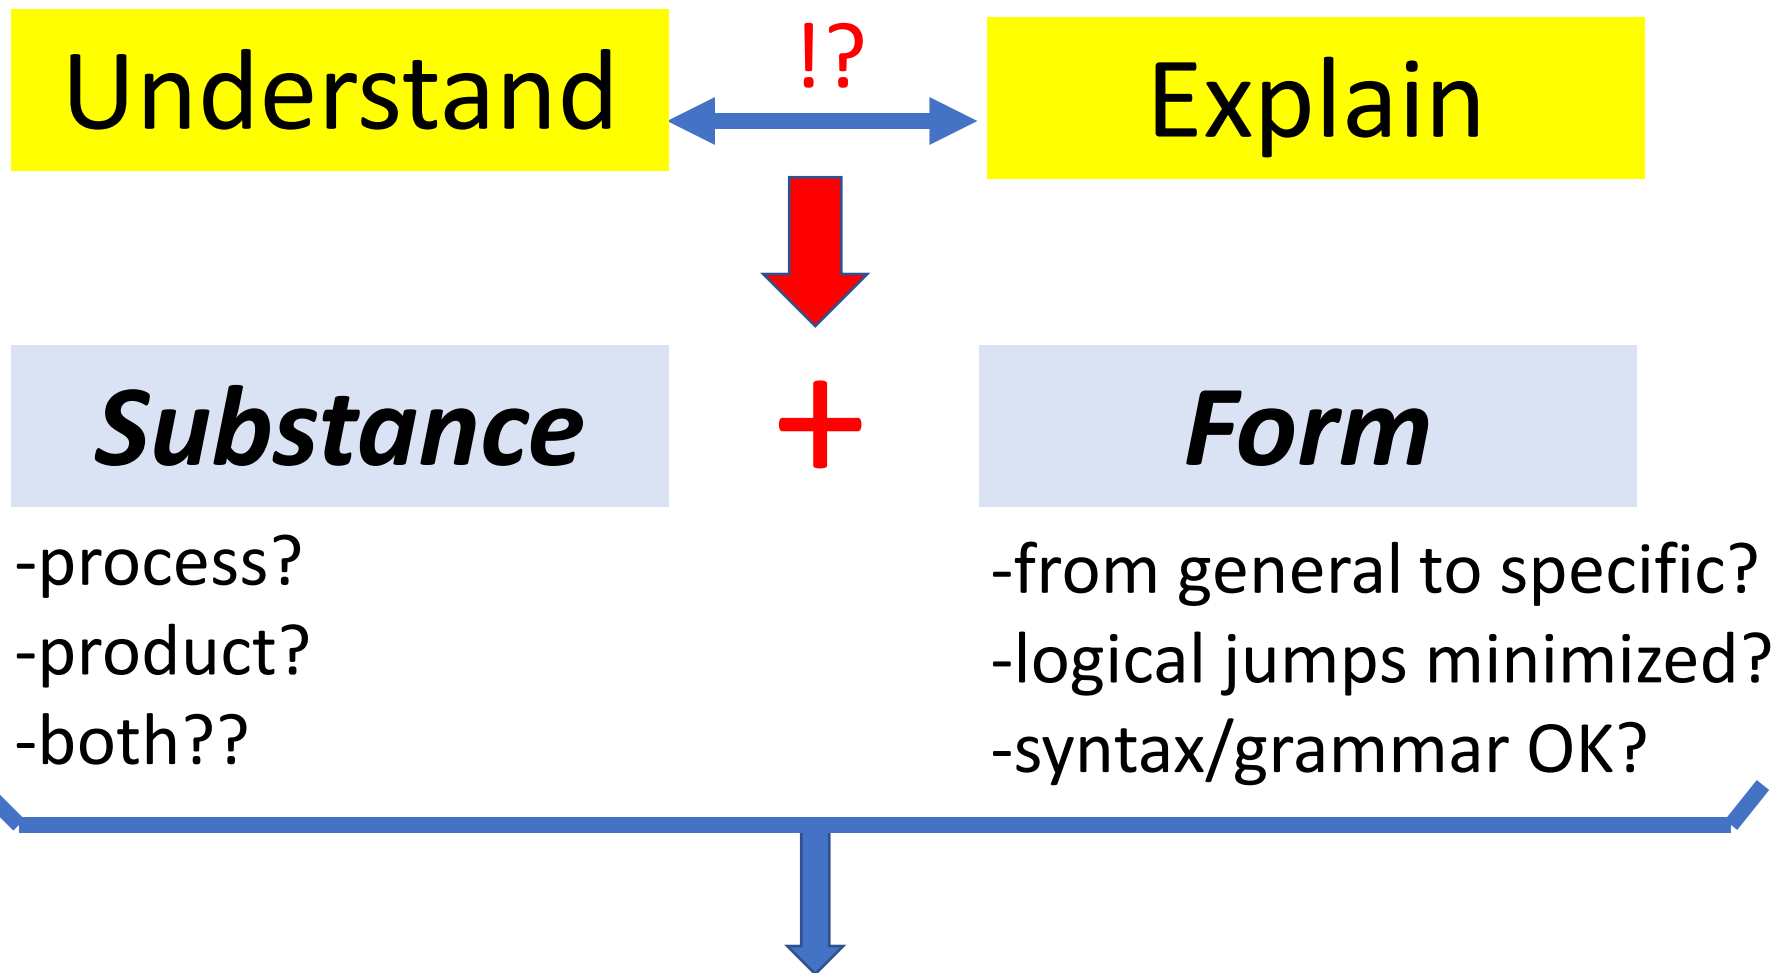 Understand
!?
Explain
Substance
+
Form
-process?
-product?
-both??
-from general to specific?
-logical jumps minimized?
-syntax/grammar OK?